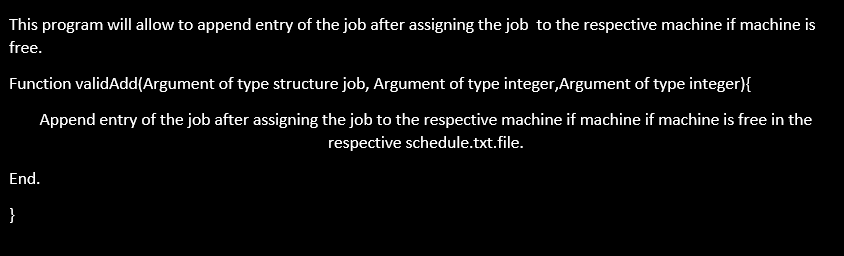 This program will allow to append entry of the job after assigning the job  to the respective machine if machine is
free.
Function validAdd(Argument of type structure job, Argument of type integer,Argument of type integer){
Append entry of the job after assigning the job to the respective machine if machine if machine is free in the
respective schedule.txt.file.
End.
}